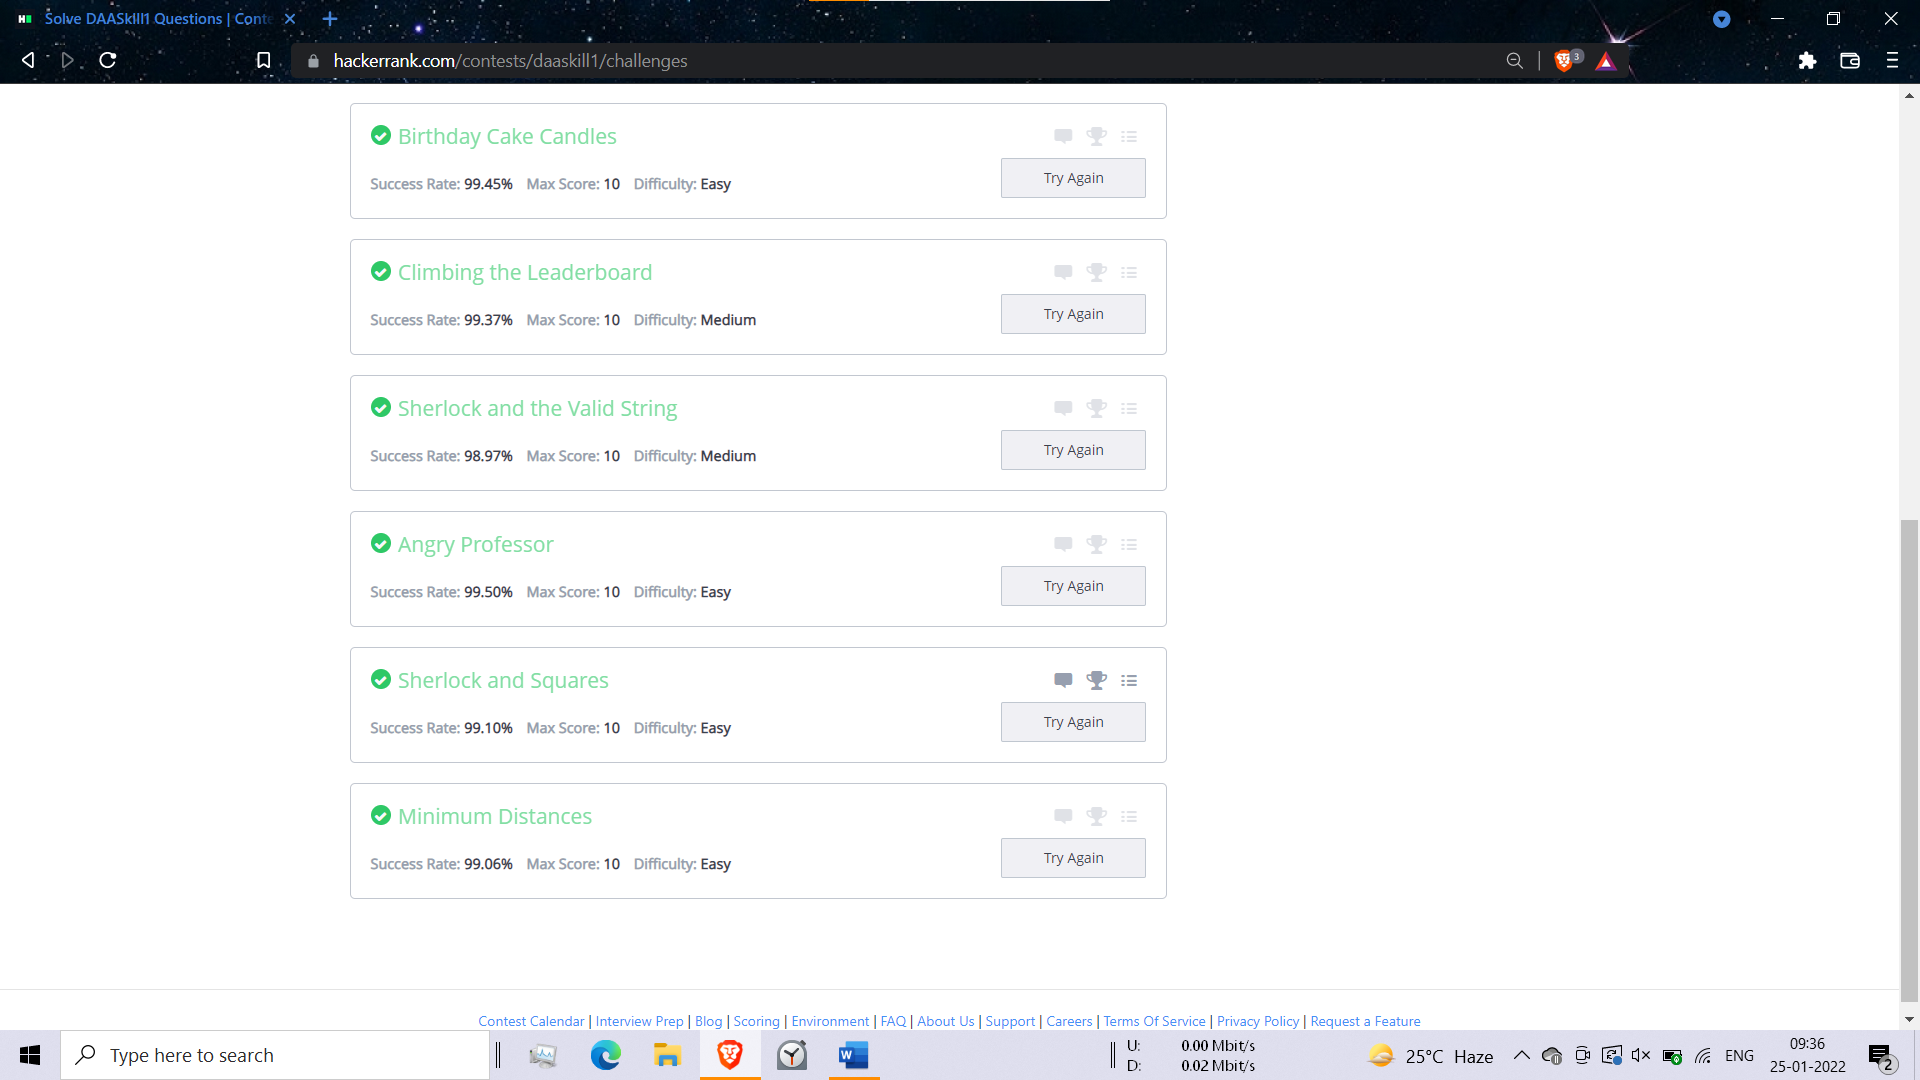 Solve DAASkill1 Questions | Conte
hackerrank.com/contests/daaskill1/challenges
3
Birthday Cake Candles
Success Rate: 99.45% Max Score: 10 Difficulty: Easy
Try Again
Climbing the Leaderboard
Success Rate: 99.37% Max Score: 10 Difficulty: Medium
Try Again
Sherlock and the Valid String
Success Rate: 98.97% Max Score: 10 Difficulty: Medium
Try Again
Angry Professor
Success Rate: 99.50% Max Score: 10 Difficulty: Easy
Try Again
Sherlock and Squares
Success Rate: 99.10% Max Score: 10 Difficulty: Easy
Try Again
Minimum Distances
Success Rate: 99.06% Max Score: 10 Difficulty: Easy
Try Again
Contest Calendar | Interview Prep | Blog | Scoring | Environment | FAQ | About Us | Support | Careers | Terms Of Service | Privacy Policy | Request a Feature
Type here to search
U: 0.00 Mbit/s
D: 0.02 Mbit/s
25°C Haze
ENG
09:36
25-01-2022
2